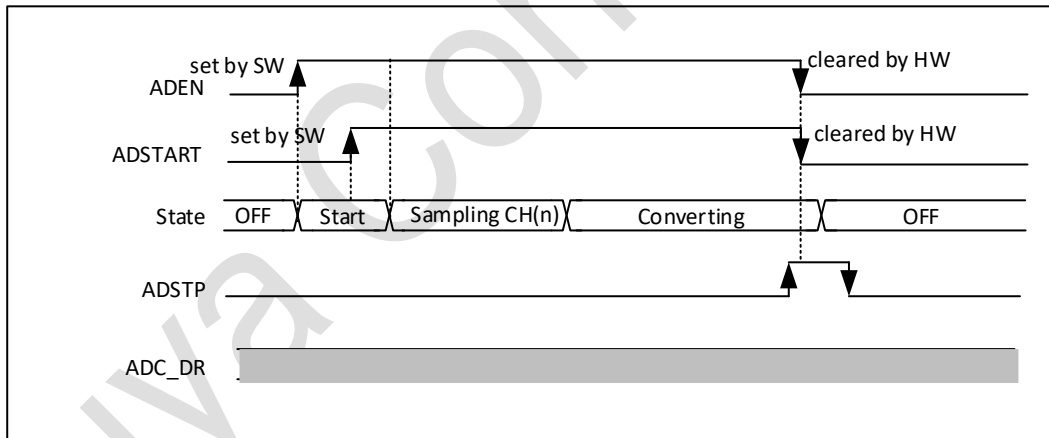 set by SW cleared by HW
ADEN
set by SW cleared by HW
ADSTART
State OFF Start Sampling CH(n) Converting OFF
ADSTP
ADC_DR